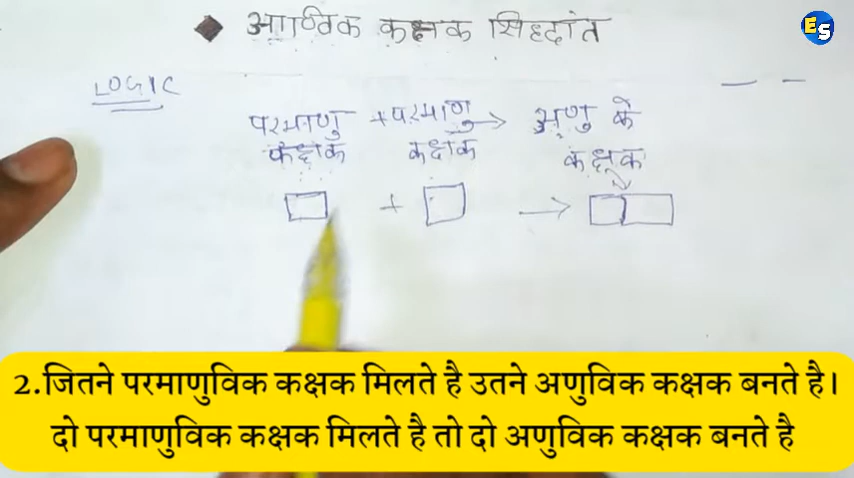 ES
आण्विक कक्षक सिद्धांत
LOGIC
परमाणु + परमाणु → अणु के
कक्षक कक्षक कक्षक
+ →
2.जितने परमाणुविक कक्षक मिलते है उतने अणुविक कक्षक बनते है।
दो परमाणुविक कक्षक मिलते है तो दो अणुविक कक्षक बनते है